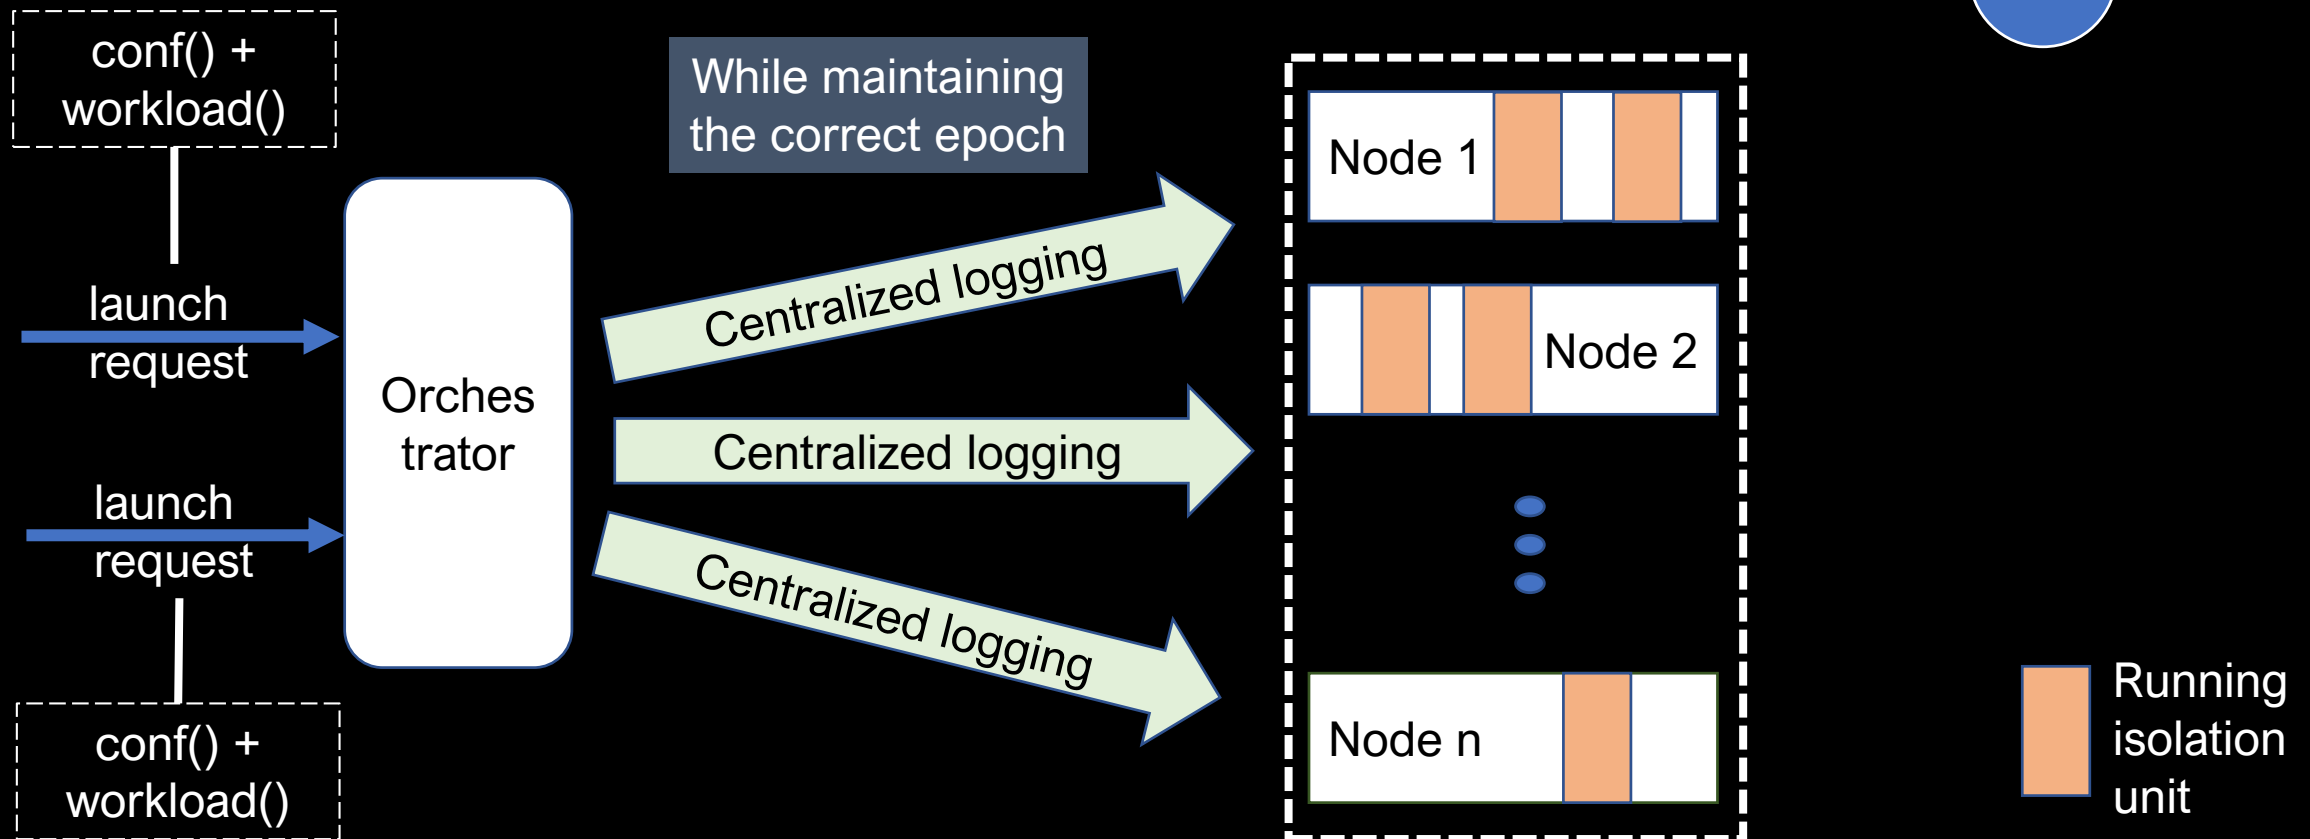 conf() +
workload()
While maintaining
the correct epoch
Node 1
Centralized logging
launch
request
Node 2
Orches
trator
Centralized logging
launch
request
Centralized logging
Node n
Running
isolation
unit
conf() +
workload()